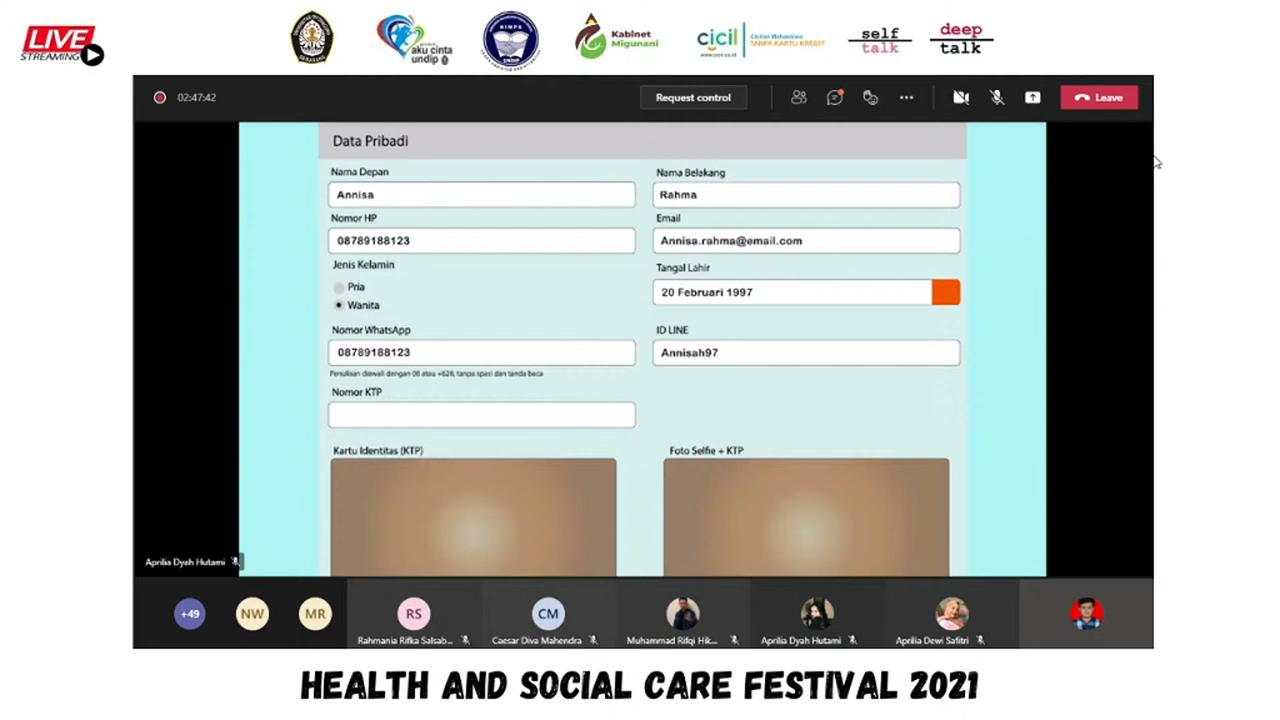 LIVE
STREAMING
aku cinta
undip
UNDIP
Kabinet
Migunani
cicil
Cicilan Mahasiswa
TANPA KARTU KREDIT
www.cicil.co.id
self
talk
deep
talk
02:47:42
Request control
Leave
Data Pribadi
Nama Depan
Nama Belakang
Annisa
Rahma
Nomor HP
Email
08789188123
Annisa.rahma@email.com
Jenis Kelamin
Tangal Lahir
Pria
20 Februari 1997
Wanita
Nomor WhatsApp
ID LINE
08789188123
Annisah97
Penulisan diawali dengan 08 atau +628, tanpa spasi dan tanda baca
Nomor KTP
Kartu Identitas (KTP)
Foto Selfie + KTP
Aprilia Dyah Hutami
+49
NW
MR
RS
CM
Rahmania Rifka Salsab...
Caesar Diva Mahendra
Muhammad Rifqi Hik...
Aprilia Dyah Hutami
Aprilia Dewi Safitri
HEALTH AND SOCIAL CARE FESTIVAL 2021